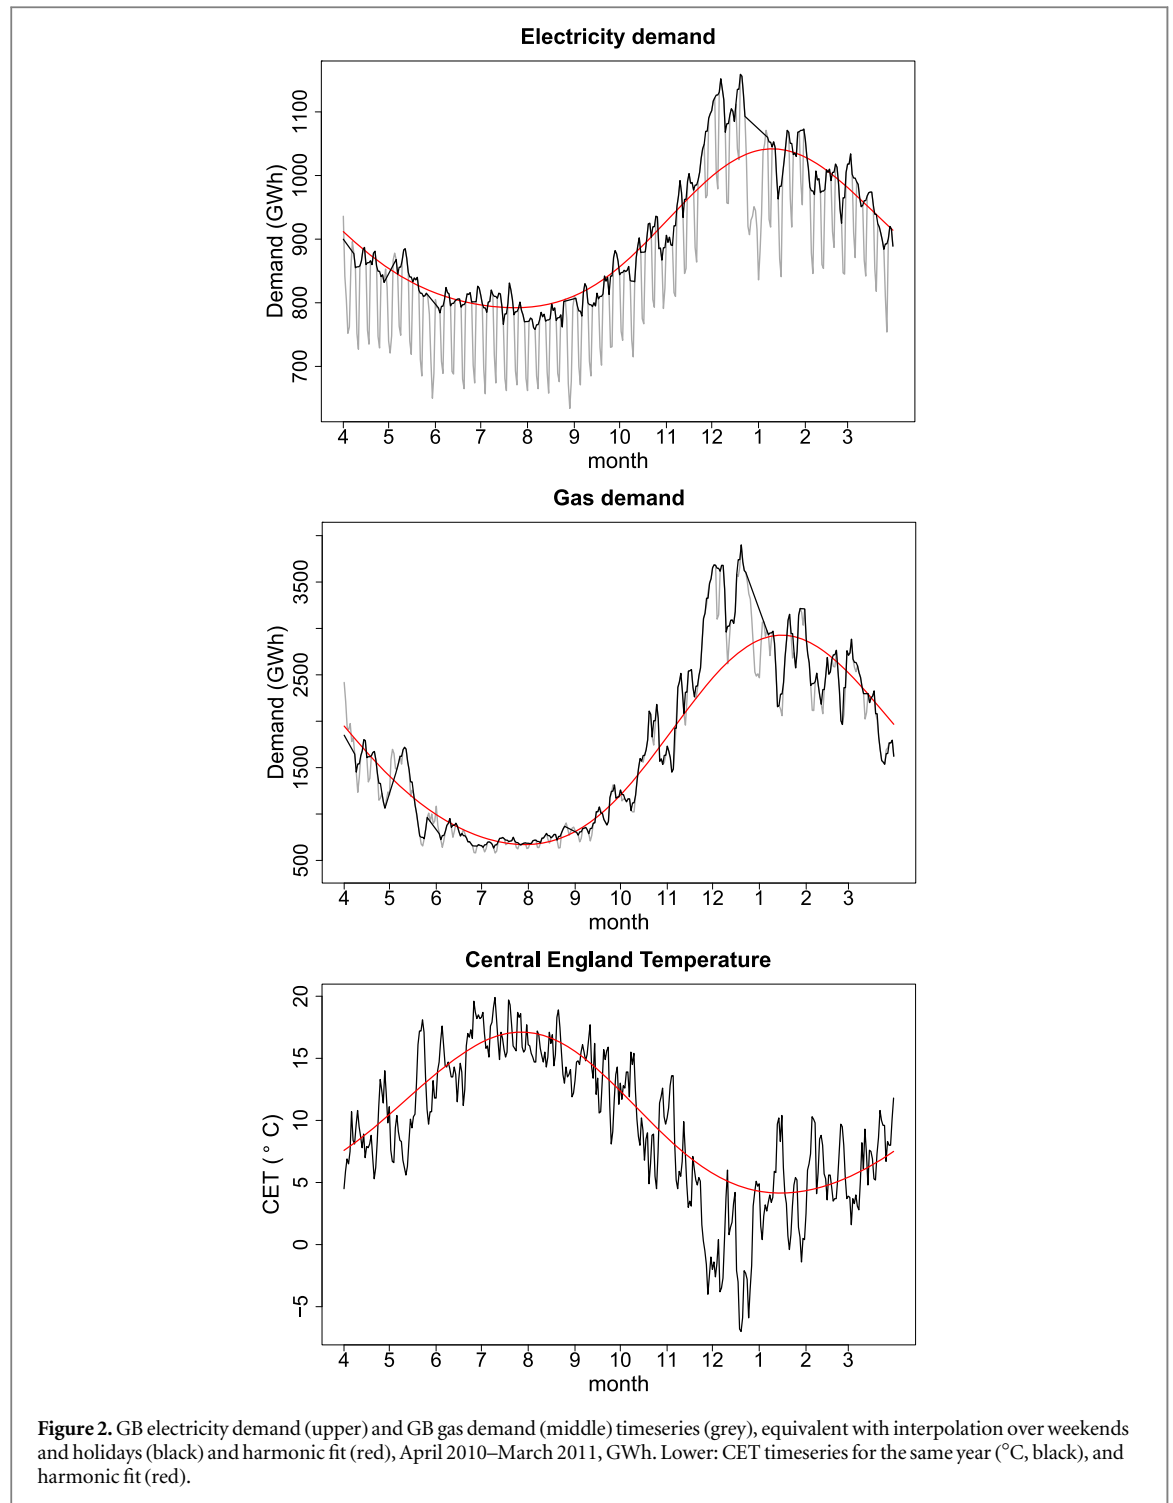 Electricity demand
Demand (GWh)
700 800 900 1000 1100
4 5 6 7 8 9 10 11 12 1 2 3
month
Gas demand
Demand (GWh)
500 1500 2500 3500
4 5 6 7 8 9 10 11 12 1 2 3
month
Central England Temperature
CET (° C)
−5 0 5 10 15 20
4 5 6 7 8 9 10 11 12 1 2 3
month
Figure 2. GB electricity demand (upper) and GB gas demand (middle) timeseries (grey), equivalent with interpolation over weekends
and holidays (black) and harmonic fit (red), April 2010–March 2011, GWh. Lower: CET timeseries for the same year (°C, black), and
harmonic fit (red).